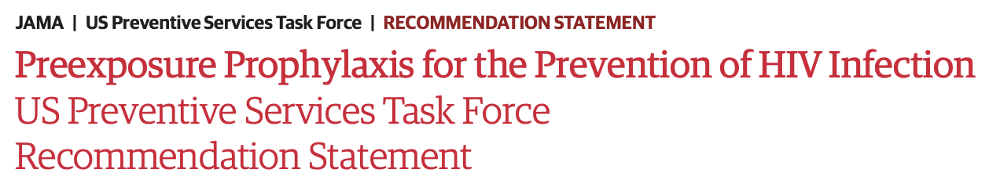 JAMA | US Preventive Services Task Force | RECOMMENDATION STATEMENT
Preexposure Prophylaxis for the Prevention of HIV Infection
US Preventive Services Task Force
Recommendation Statement